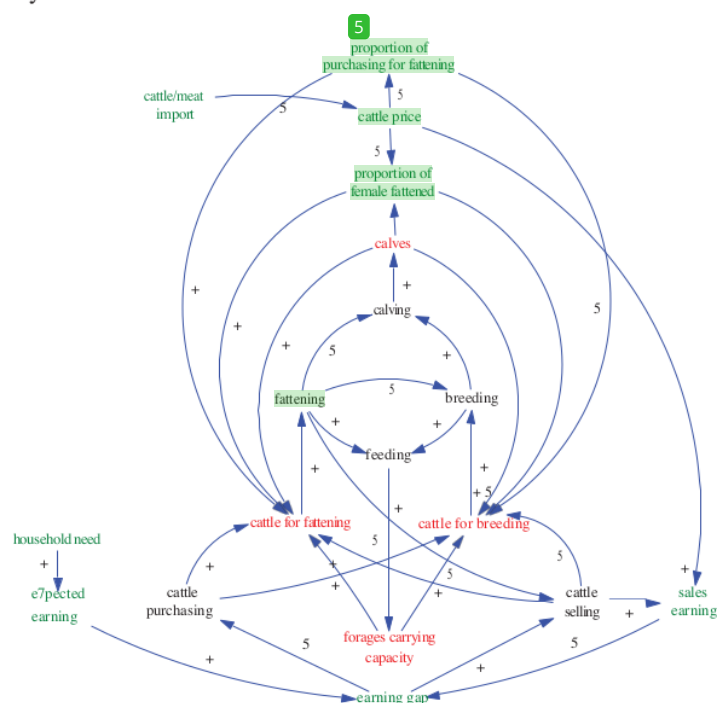 5
proportion of
purchasing for fattening
cattle/meat
import
5
5
cattle price
5
proportion of
female fattened
calves
+
+
calving
5
+
+
5
+
5
fattening
breeding
+
+
feeding
+
+
+ 5
+
cattle for fattening
cattle for breeding
household need
5
5
+
+
+
5
+
+
+
e7pected
earning
cattle
purchasing
cattle
selling
sales
earning
+
forages carrying
capacity
5
5
+
+
earning gap